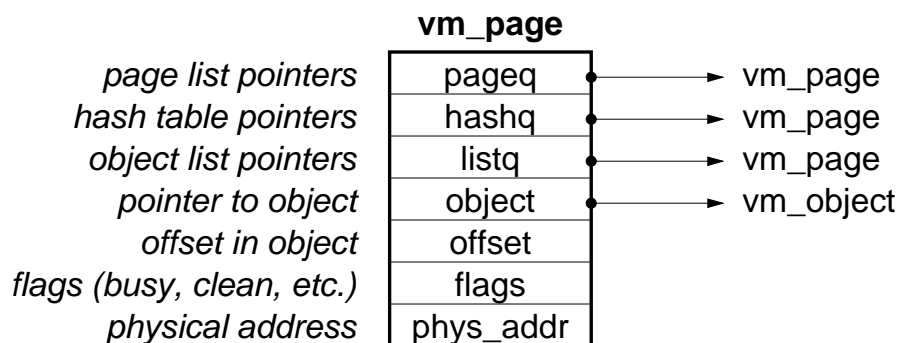 vm_page
page list pointers pageq vm_page
hash table pointers hashq vm_page
object list pointers listq vm_page
pointer to object object vm_object
offset in object offset
flags (busy, clean, etc.) flags
physical address phys_addr